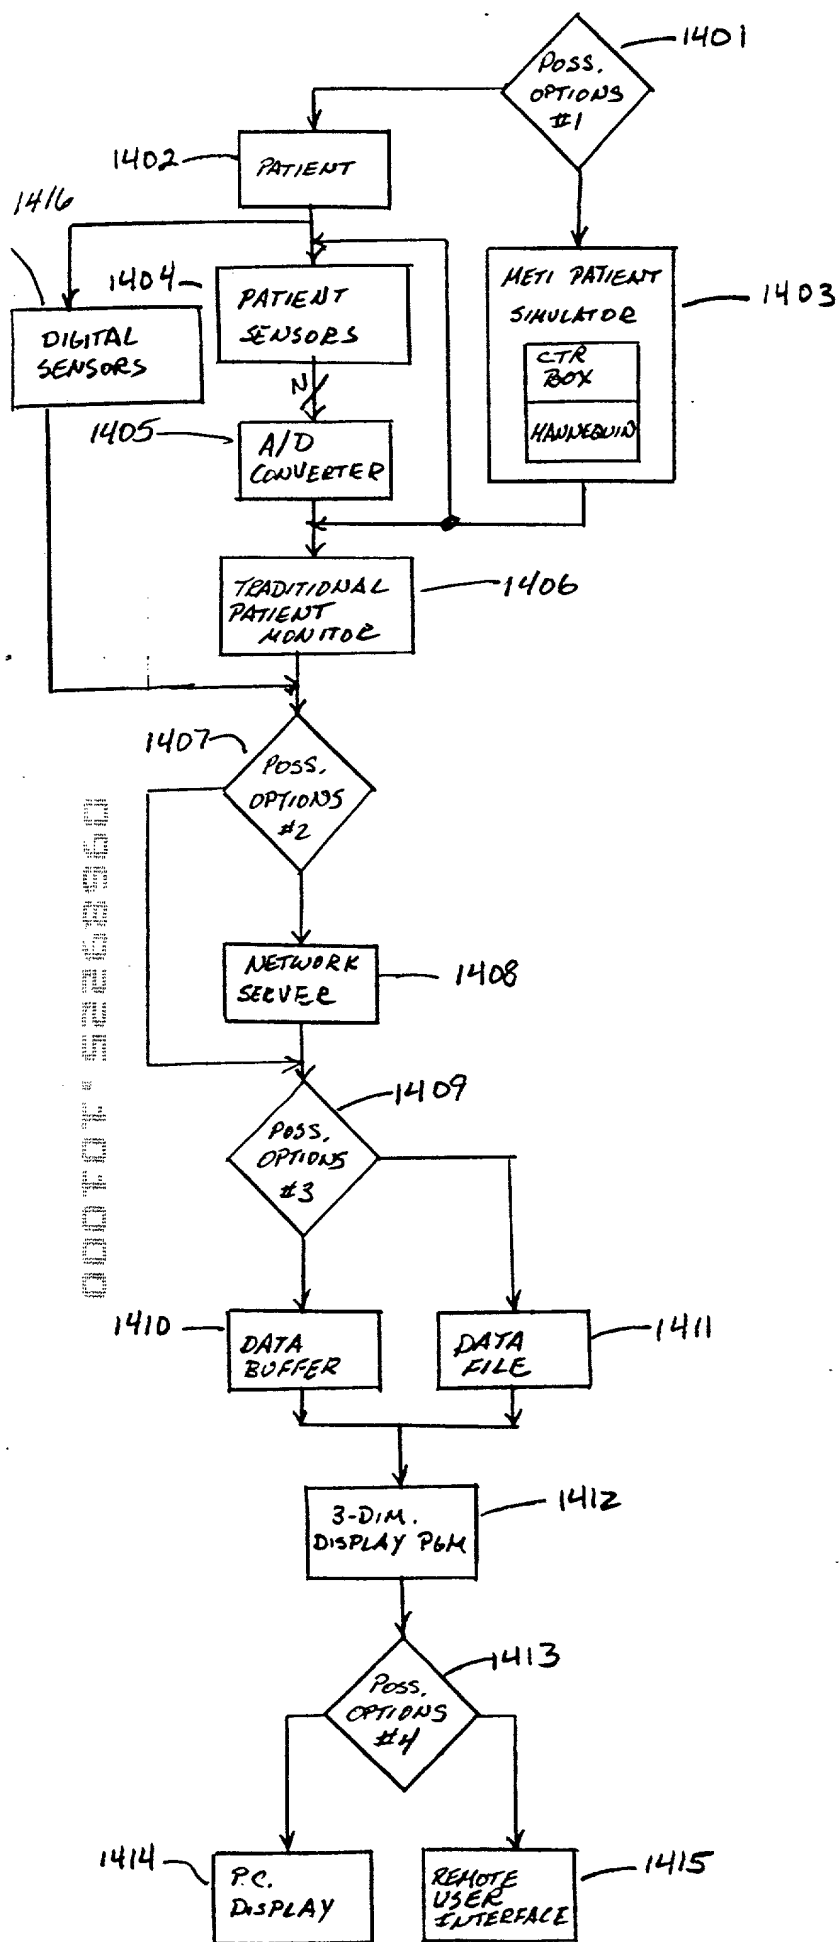 1401
POSS.
OPTIONS
#1
1402
PATIENT
1416
1404
PATIENT
SENSORS
METI PATIENT
SIMULATOR
1403
CTR
BOX
MANNEQUIN
DIGITAL
SENSORS
N
1405
A/D
CONVERTER
TRADITIONAL
PATIENT
MONITOR
1406
1407
POSS.
OPTIONS
#2
NETWORK
SERVER
1408
1409
POSS.
OPTIONS
#3
1410
DATA
BUFFER
DATA
FILE
1411
3-DIM.
DISPLAY PGM
1412
1413
POSS.
OPTIONS
#4
1414
P.C.
DISPLAY
REMOTE
USER
INTERFACE
1415